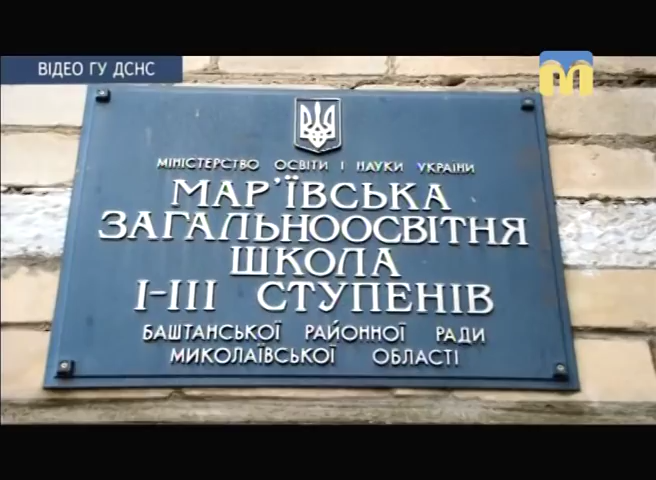 ВІДЕО ГУ ДСНС
М
МІНІСТЕРСТВО ОСВІТИ І НАУКИ УКРАЇНИ
МАР'ЇВСЬКА
ЗАГАЛЬНООСВІТНЯ
ШКОЛА
І-ІІІ СТУПЕНІВ
БАШТАНСЬКОЇ РАЙОННОЇ РАДИ
МИКОЛАЇВСЬКОЇ ОБЛАСТІ